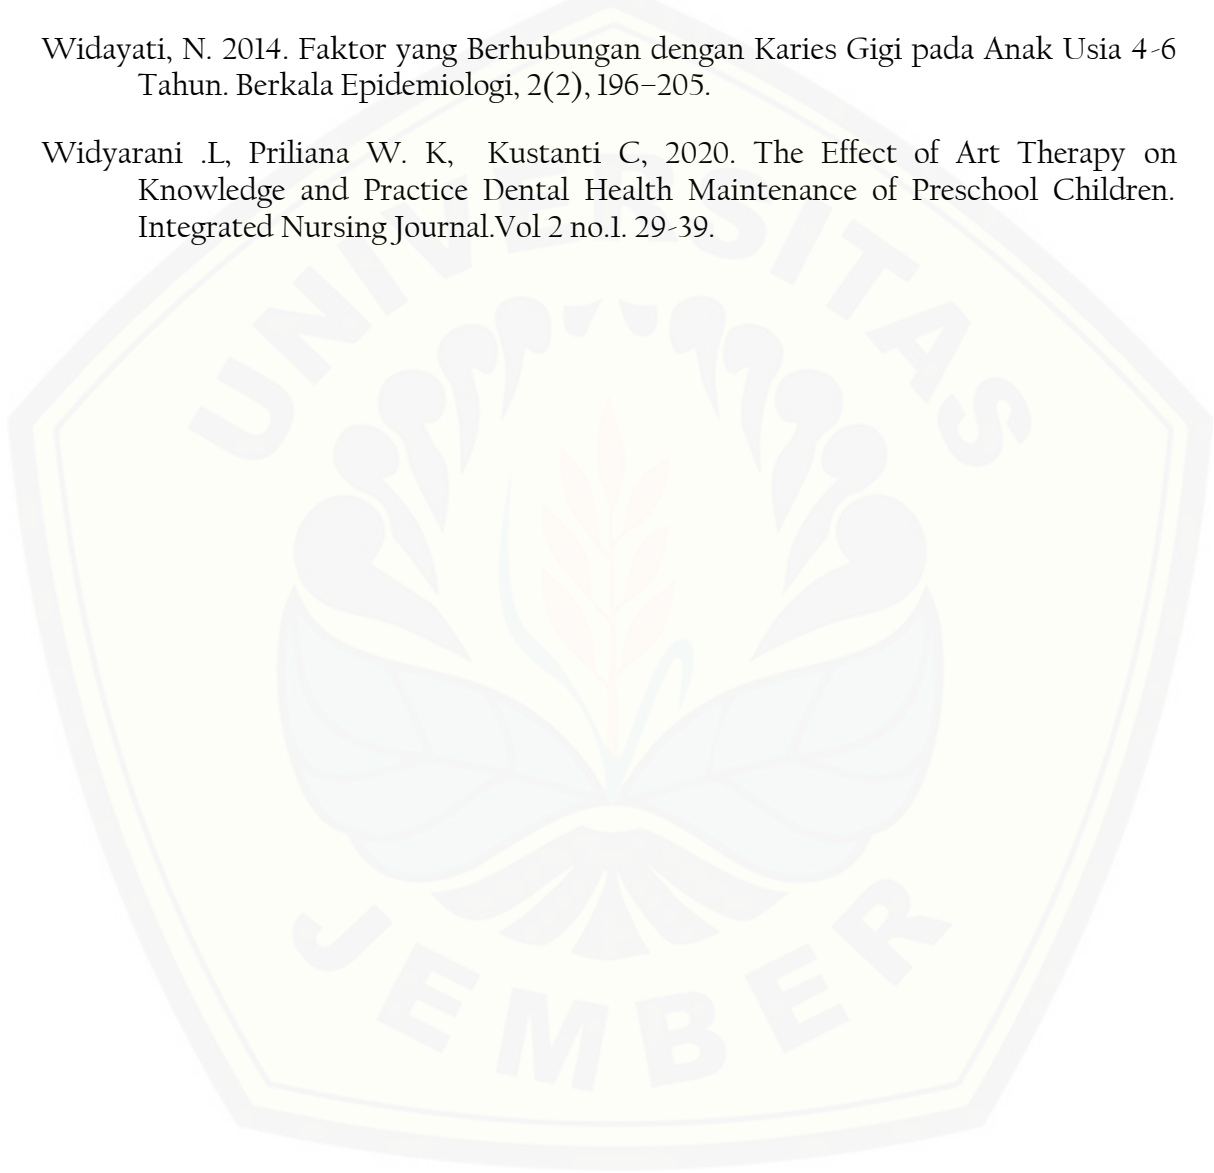 Widayati, N. 2014. Faktor yang Berhubungan dengan Karies Gigi pada Anak Usia 4-6
Tahun. Berkala Epidemiologi, 2(2), 196–205.
Widyarani .L, Priliana W. K, Kustanti C, 2020. The Effect of Art Therapy on
Knowledge and Practice Dental Health Maintenance of Preschool Children.
Integrated Nursing Journal.Vol 2 no.1. 29-39.
UNIVERSITAS
JEMBER